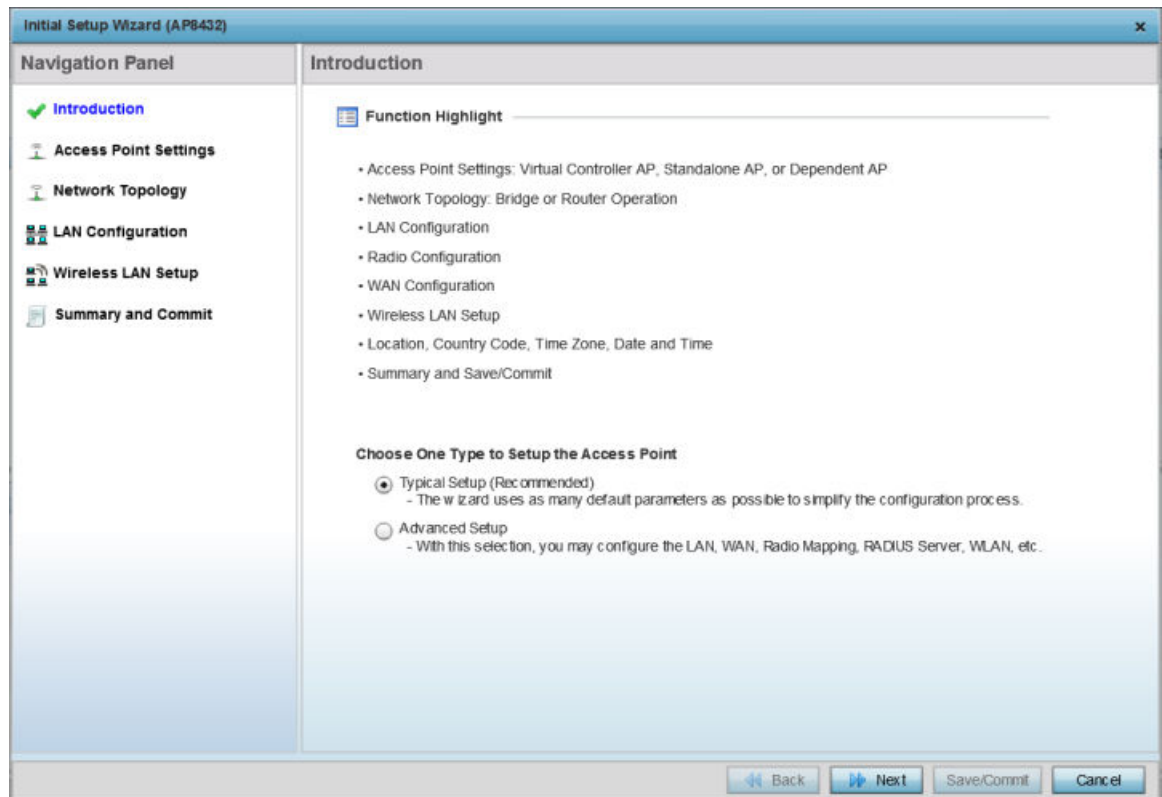 Initial Setup Wizard (AP8432)
x
Navigation Panel
Introduction
Access Point Settings
Network Topology
LAN Configuration
Wireless LAN Setup
Summary and Commit
Introduction
Function Highlight
• Access Point Settings: Virtual Controller AP, Standalone AP, or Dependent AP
• Network Topology: Bridge or Router Operation
• LAN Configuration
• Radio Configuration
• WAN Configuration
• Wireless LAN Setup
• Location, Country Code, Time Zone, Date and Time
• Summary and Save/Commit
Choose One Type to Setup the Access Point
Typical Setup (Recommended)
- The wizard uses as many default parameters as possible to simplify the configuration process.
Advanced Setup
- With this selection, you may configure the LAN, WAN, Radio Mapping, RADIUS Server, WLAN, etc.
Back
Next
Save/Commit
Cancel